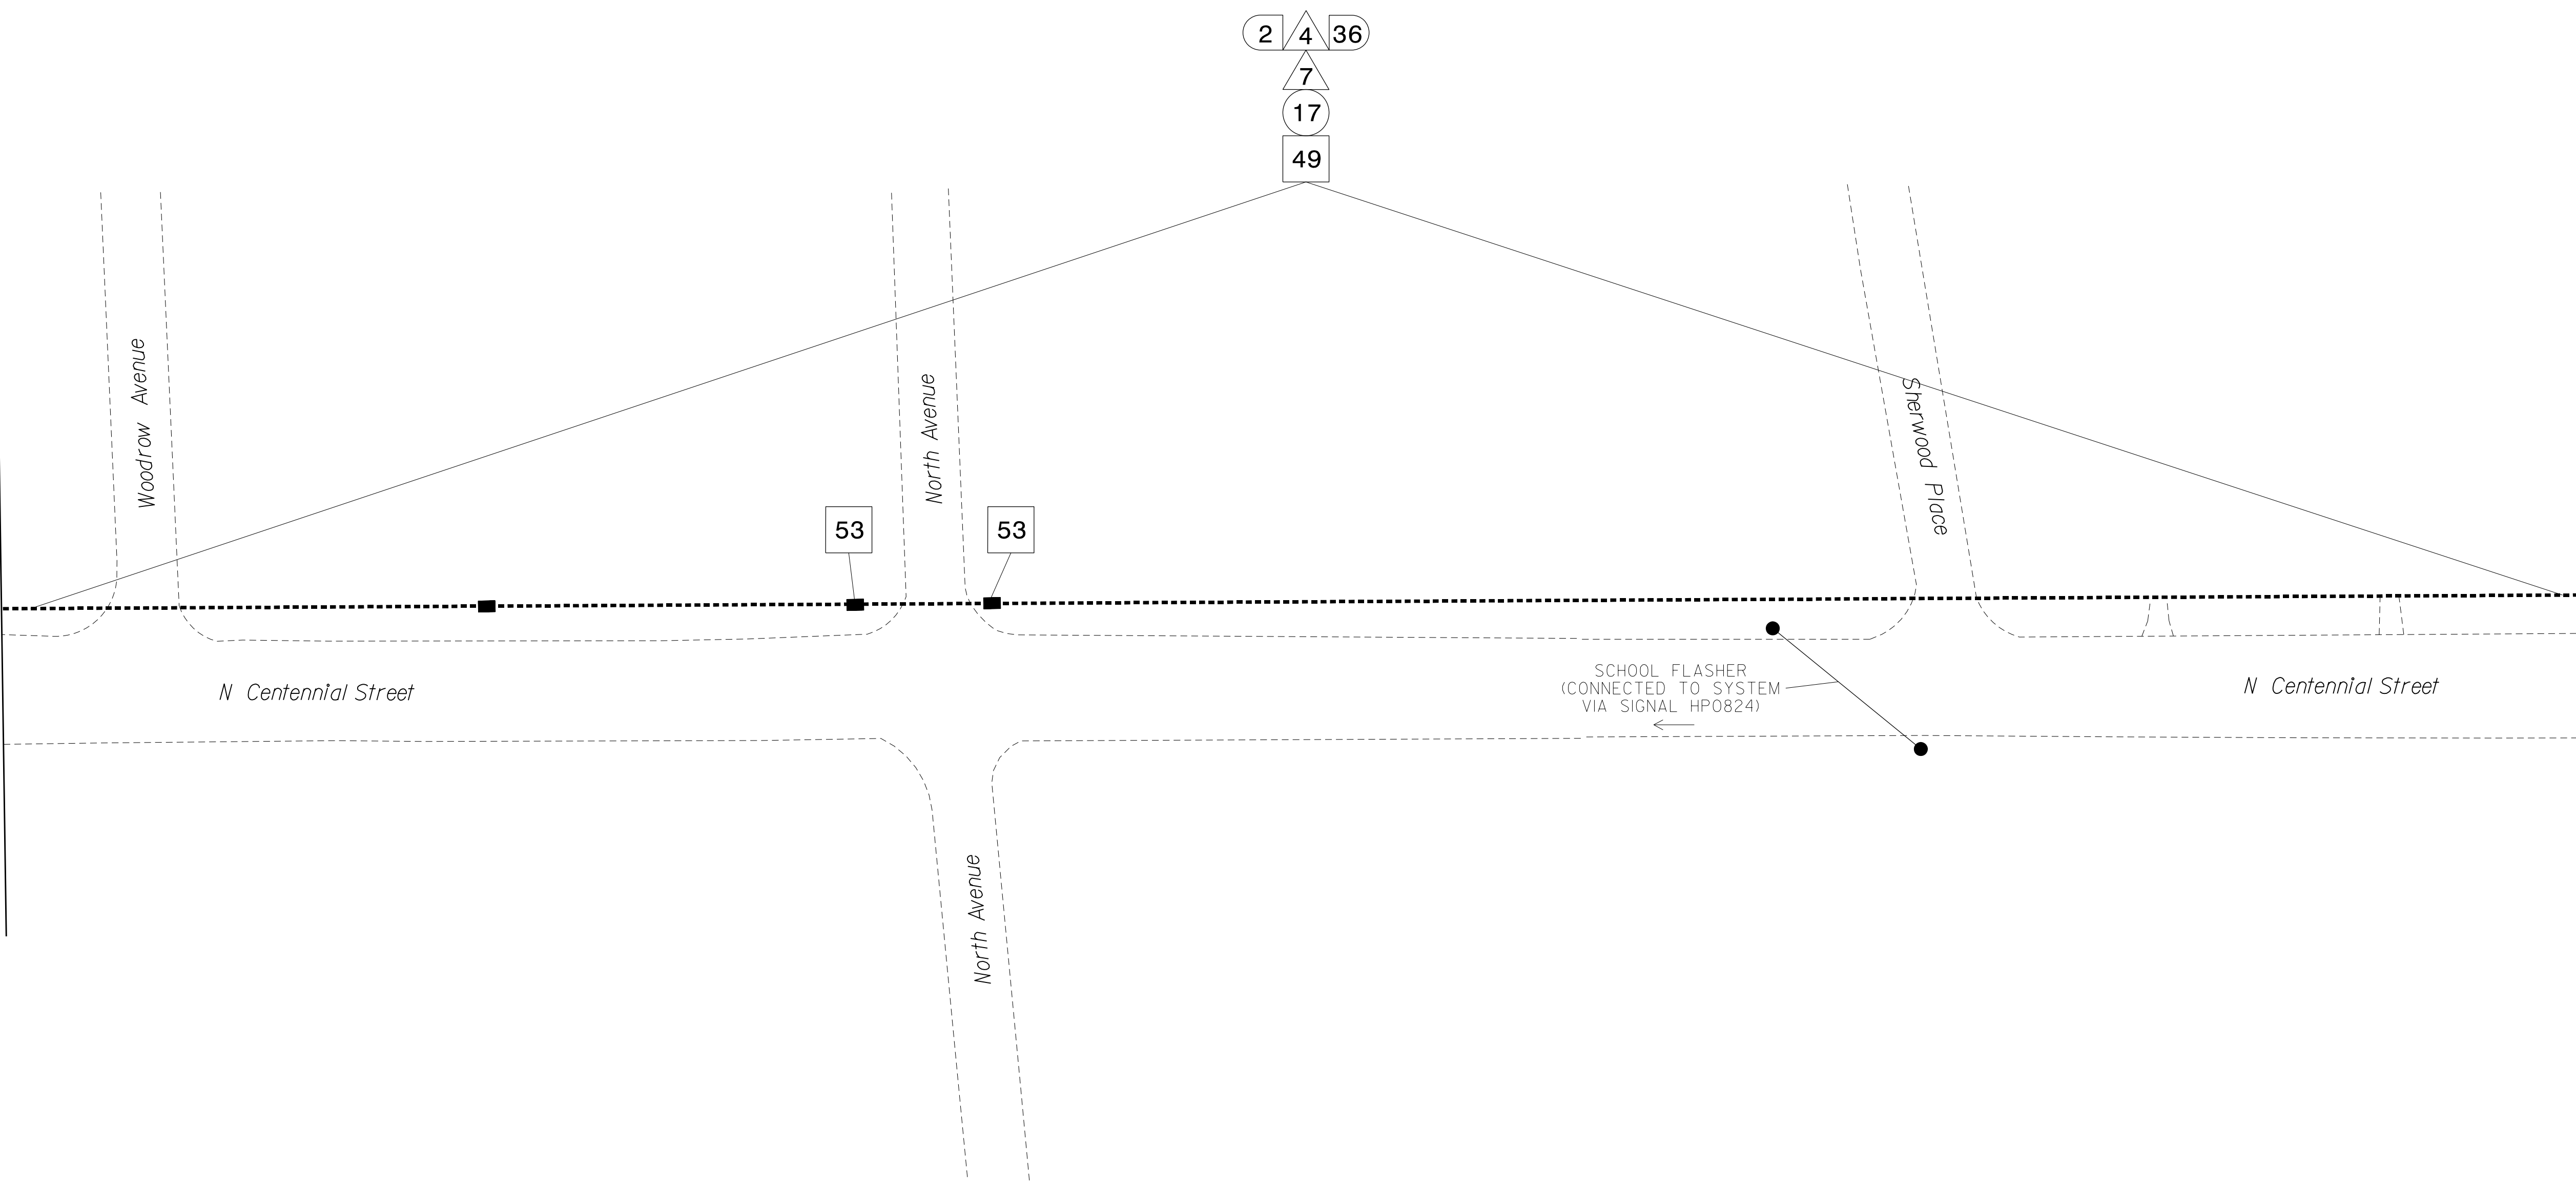 2 4 36
7
17
49
Woodrow Avenue
North Avenue
Sherwood Place
53
53
SCHOOL FLASHER
(CONNECTED TO SYSTEM
VIA SIGNAL HP0824)
N Centennial Street
N Centennial Street
North Avenue